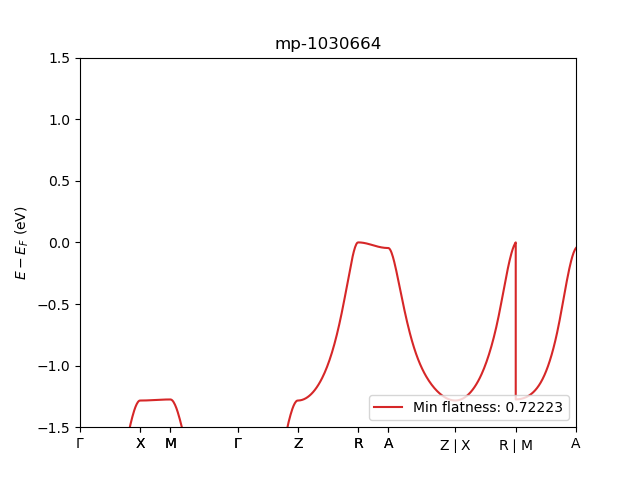 mp-1030664
1.5
1.0
0.5
0.0
−0.5
−1.0
−1.5
E − E_F (eV)
Min flatness: 0.72223
Γ X M Γ Z R A Z | X R | M A